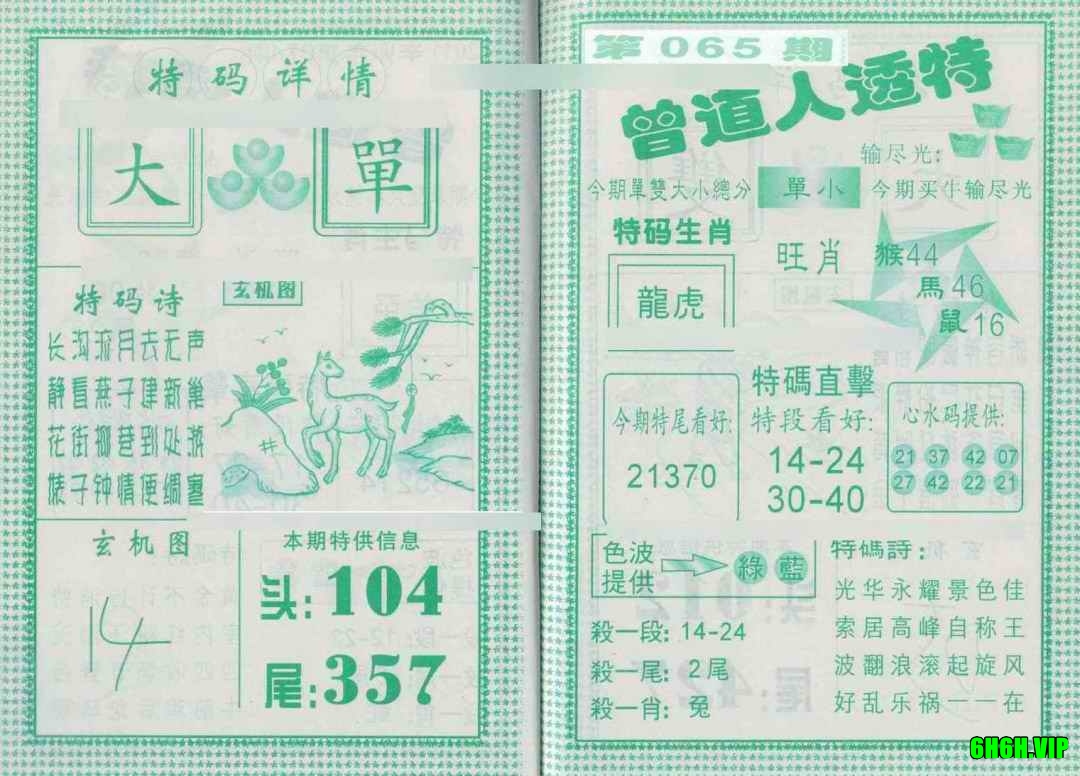 特码详情
大
單
特码诗
长沟流月去无声
静看燕子建新巢
花街柳巷到处游
婊子钟情便绸塞
玄机图
玄机图
14
本期特供信息
头:104
尾:357
第065期
曾道人透特
输尽光:
今期單雙大小總分
單小
今期买牛输尽光
特码生肖
龍虎
旺肖
猴44
馬46
鼠16
今期特尾看好:
21370
特碼直擊
特段看好:
14-24
30-40
心水码提供:
21 37 42 07
27 42 22 21
色波
提供
綠 藍
殺一段: 14-24
殺一尾: 2尾
殺一肖: 兔
特碼詩:
光华永耀景色佳
索居高峰自称王
波翻浪滚起旋风
好乱乐祸一一在
6H6H.VIP